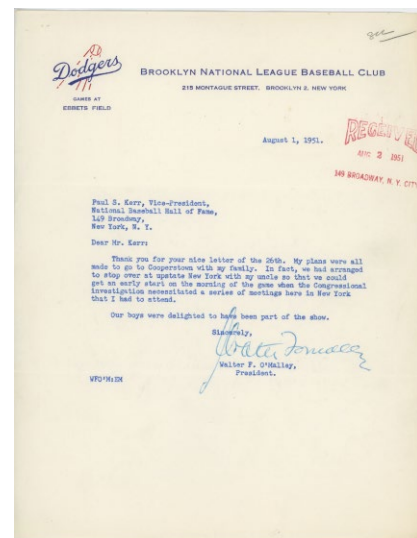 Dodgers
GAMES AT
EBBETS FIELD
BROOKLYN NATIONAL LEAGUE BASEBALL CLUB
215 MONTAGUE STREET, BROOKLYN 2, NEW YORK
August 1, 1951.
RECEIVED
AUG 2 1951
149 BROADWAY, N. Y. CITY
Paul S. Kerr, Vice-President,
National Baseball Hall of Fame,
149 Broadway,
New York, N. Y.
Dear Mr. Kerr:
Thank you for your nice letter of the 26th. My plans were all
made to go to Cooperstown with my family. In fact, we had arranged
to stop over at upstate New York with my uncle so that we could
get an early start on the morning of the game when the Congressional
investigation necessitated a series of meetings here in New York
that I had to attend.
Our boys were delighted to have been part of the show.
Sincerely,
Walter F. O'Malley,
President.
WFO'M:EM